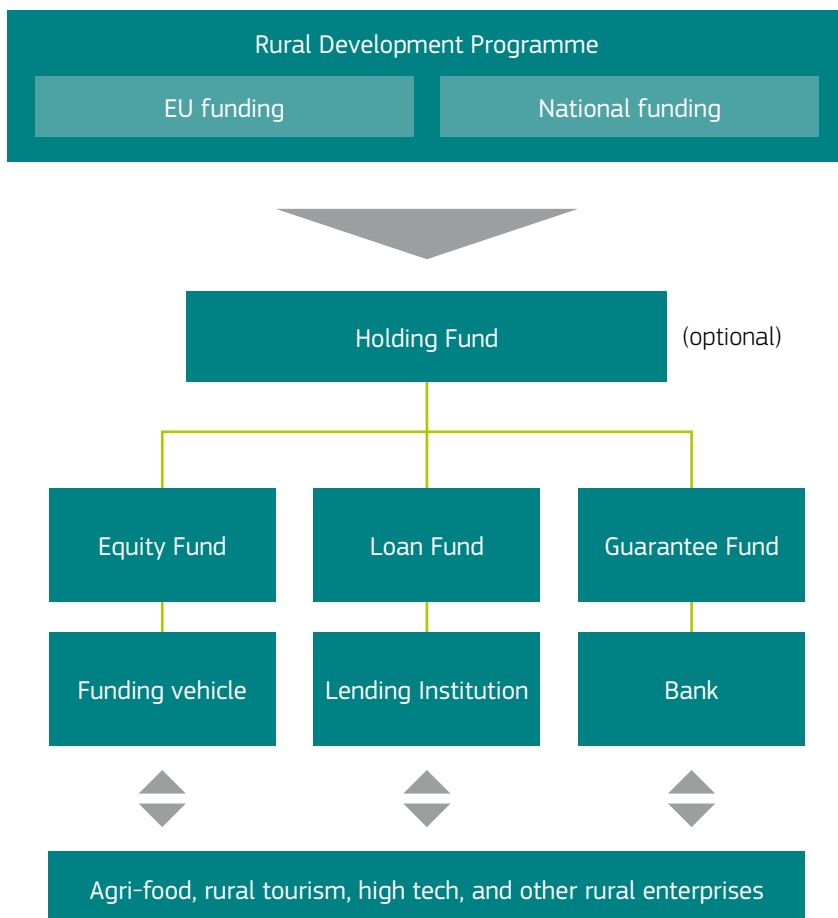 Rural Development Programme
EU funding
National funding
Holding Fund
(optional)
Equity Fund
Loan Fund
Guarantee Fund
Funding vehicle
Lending Institution
Bank
Agri-food, rural tourism, high tech, and other rural enterprises